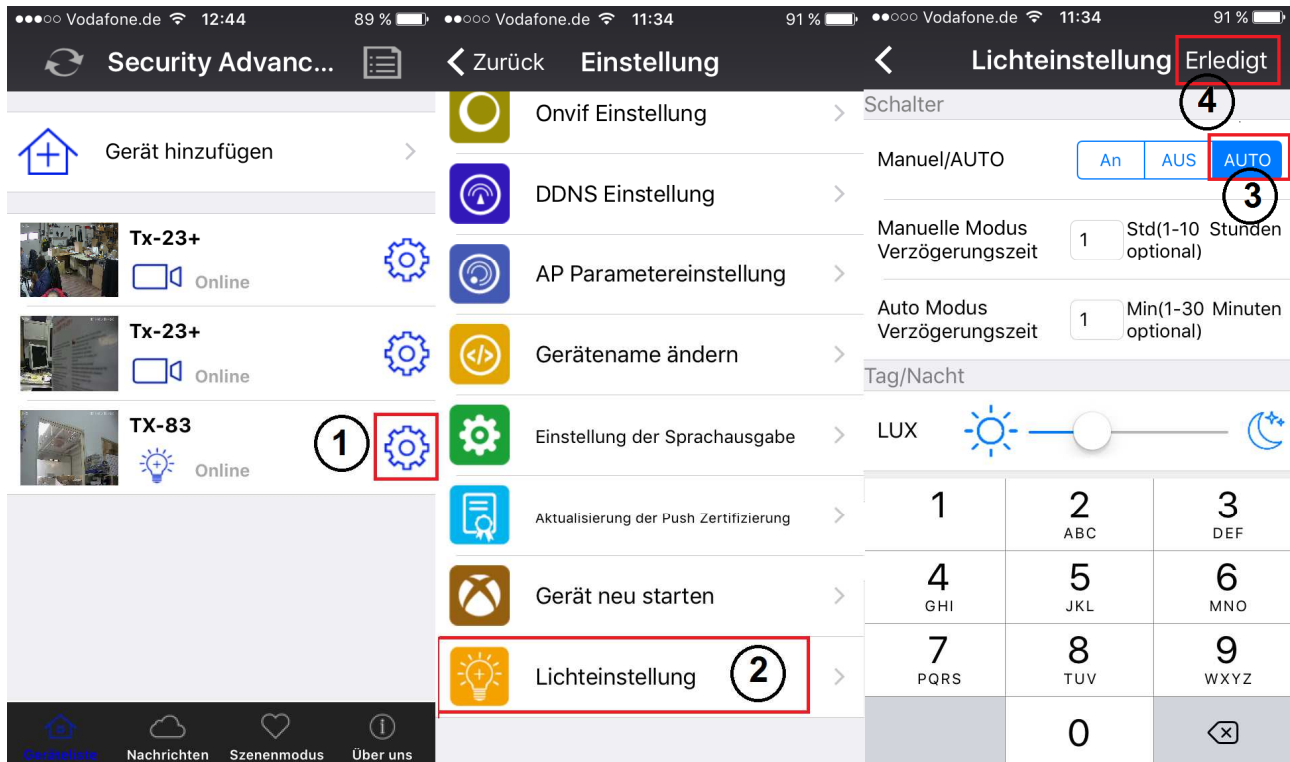 Vodafone.de 12:44 89 %
Security Advanc...
Gerät hinzufügen
Tx-23+
Online
Tx-23+
Online
TX-83
Online
1
Geräteliste
Nachrichten
Szenenmodus
Über uns
Vodafone.de 11:34 91 %
Zurück
Einstellung
Onvif Einstellung
DDNS Einstellung
AP Parametereinstellung
Gerätename ändern
Einstellung der Sprachausgabe
Aktualisierung der Push Zertifizierung
Gerät neu starten
Lichteinstellung
2
Vodafone.de 11:34 91 %
Lichteinstellung
Erledigt
4
Schalter
Manuel/AUTO
An
AUS
AUTO
3
Manuelle Modus
Verzögerungszeit
1
Std(1-10 Stunden
optional)
Auto Modus
Verzögerungszeit
1
Min(1-30 Minuten
optional)
Tag/Nacht
LUX
1
2
ABC
3
DEF
4
GHI
5
JKL
6
MNO
7
PQRS
8
TUV
9
WXYZ
0